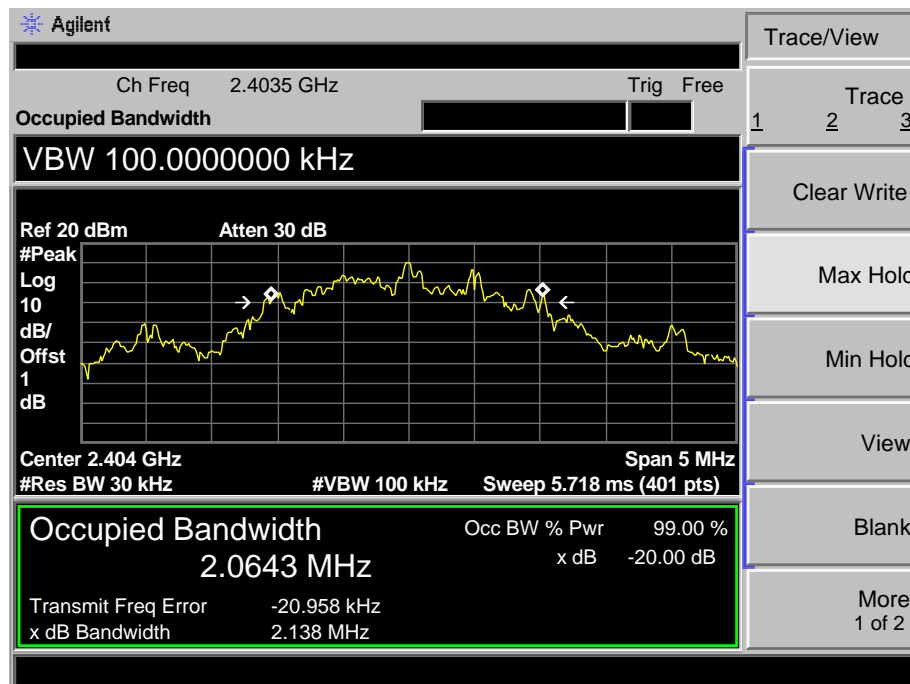 Agilent
Trace/View
Ch Freq 2.4035 GHz Trig Free
Occupied Bandwidth
Trace
1 2 3
VBW 100.0000000 kHz
Clear Write
Ref 20 dBm Atten 30 dB
#Peak
Log
10
dB/
Offst
1
dB
Max Hold
Min Hold
View
Center 2.404 GHz Span 5 MHz
#Res BW 30 kHz #VBW 100 kHz Sweep 5.718 ms (401 pts)
Occupied Bandwidth Occ BW % Pwr 99.00 %
2.0643 MHz x dB -20.00 dB
Blank
Transmit Freq Error -20.958 kHz
x dB Bandwidth 2.138 MHz
More
1 of 2